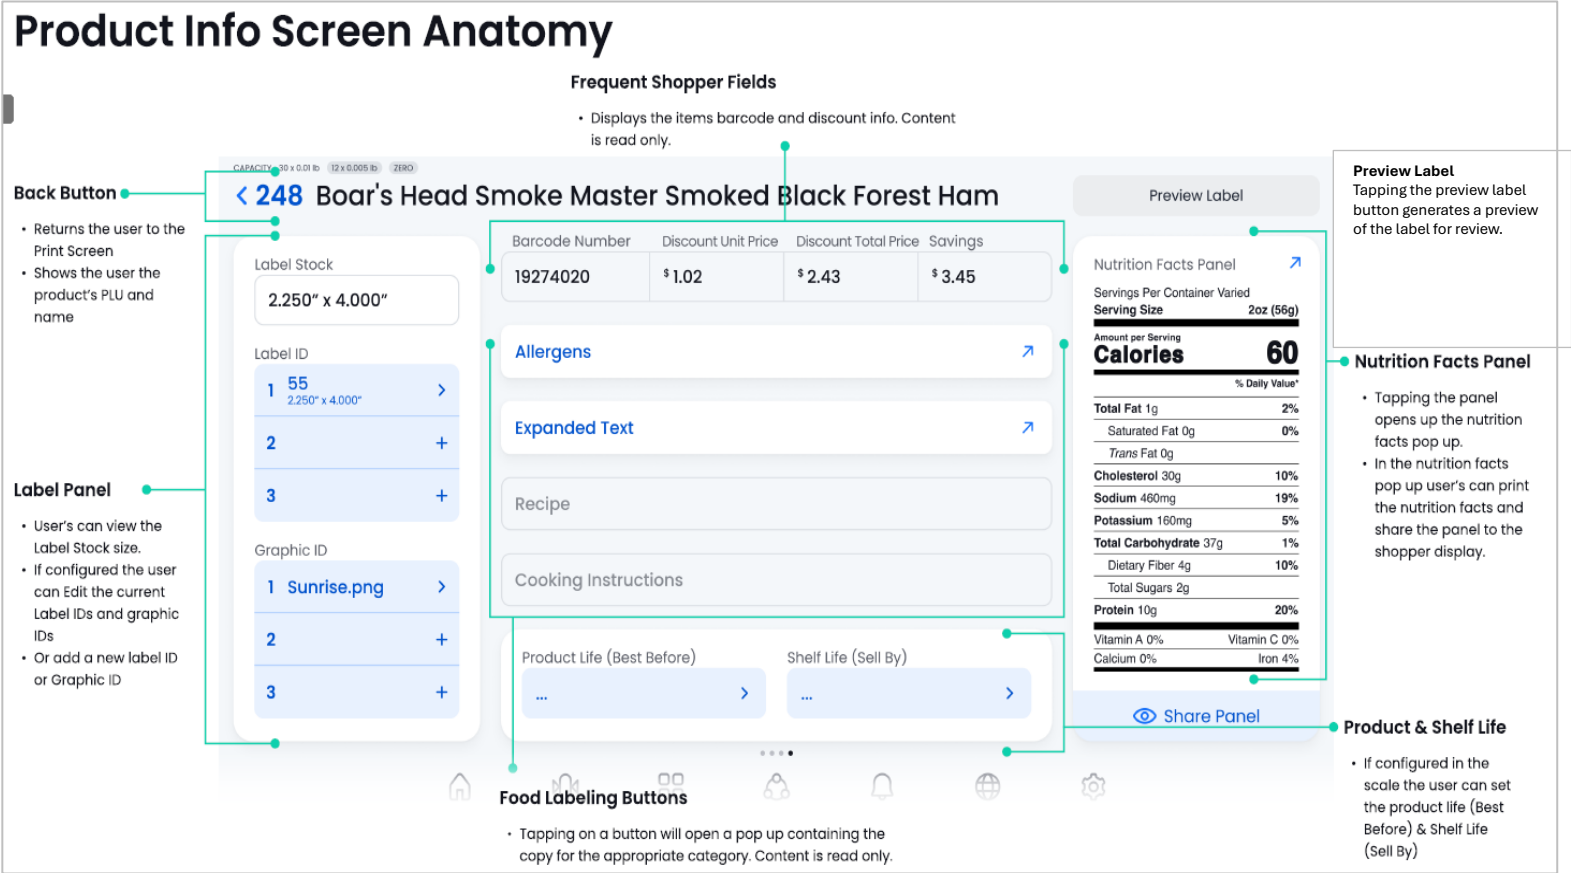 Product Info Screen Anatomy
Frequent Shopper Fields
• Displays the items barcode and discount info. Content
is read only.
Back Button
• Returns the user to the
Print Screen
• Shows the user the
product's PLU and
name
Label Panel
• User's can view the
Label Stock size.
• If configured the user
can Edit the current
Label IDs and graphic
IDs
• Or add a new label ID
or Graphic ID
CAPACITY 30 x 0.01 lb 12 x 0.005 lb ZERO
248 Boar's Head Smoke Master Smoked Black Forest Ham
Preview Label
Label Stock
2.250" x 4.000"
Label ID
1 55
2.250" x 4.000"
2 +
3 +
Graphic ID
1 Sunrise.png
2 +
3 +
Barcode Number Discount Unit Price Discount Total Price Savings
19274020 $1.02 $2.43 $3.45
Allergens
Expanded Text
Recipe
Cooking Instructions
Product Life (Best Before) Shelf Life (Sell By)
... ...
Nutrition Facts Panel
Servings Per Container Varied
Serving Size 2oz (56g)
Amount per Serving
Calories 60
% Daily Value*
Total Fat 1g 2%
Saturated Fat 0g 0%
Trans Fat 0g
Cholesterol 30g 10%
Sodium 460mg 19%
Potassium 160mg 5%
Total Carbohydrate 37g 1%
Dietary Fiber 4g 10%
Total Sugars 2g
Protein 10g 20%
Vitamin A 0% Vitamin C 0%
Calcium 0% Iron 4%
Share Panel
Food Labeling Buttons
• Tapping on a button will open a pop up containing the
copy for the appropriate category. Content is read only.
Preview Label
Tapping the preview label
button generates a preview
of the label for review.
Nutrition Facts Panel
• Tapping the panel
opens up the nutrition
facts pop up.
• In the nutrition facts
pop up user's can print
the nutrition facts and
share the panel to the
shopper display.
Product & Shelf Life
• If configured in the
scale the user can set
the product life (Best
Before) & Shelf Life
(Sell By)